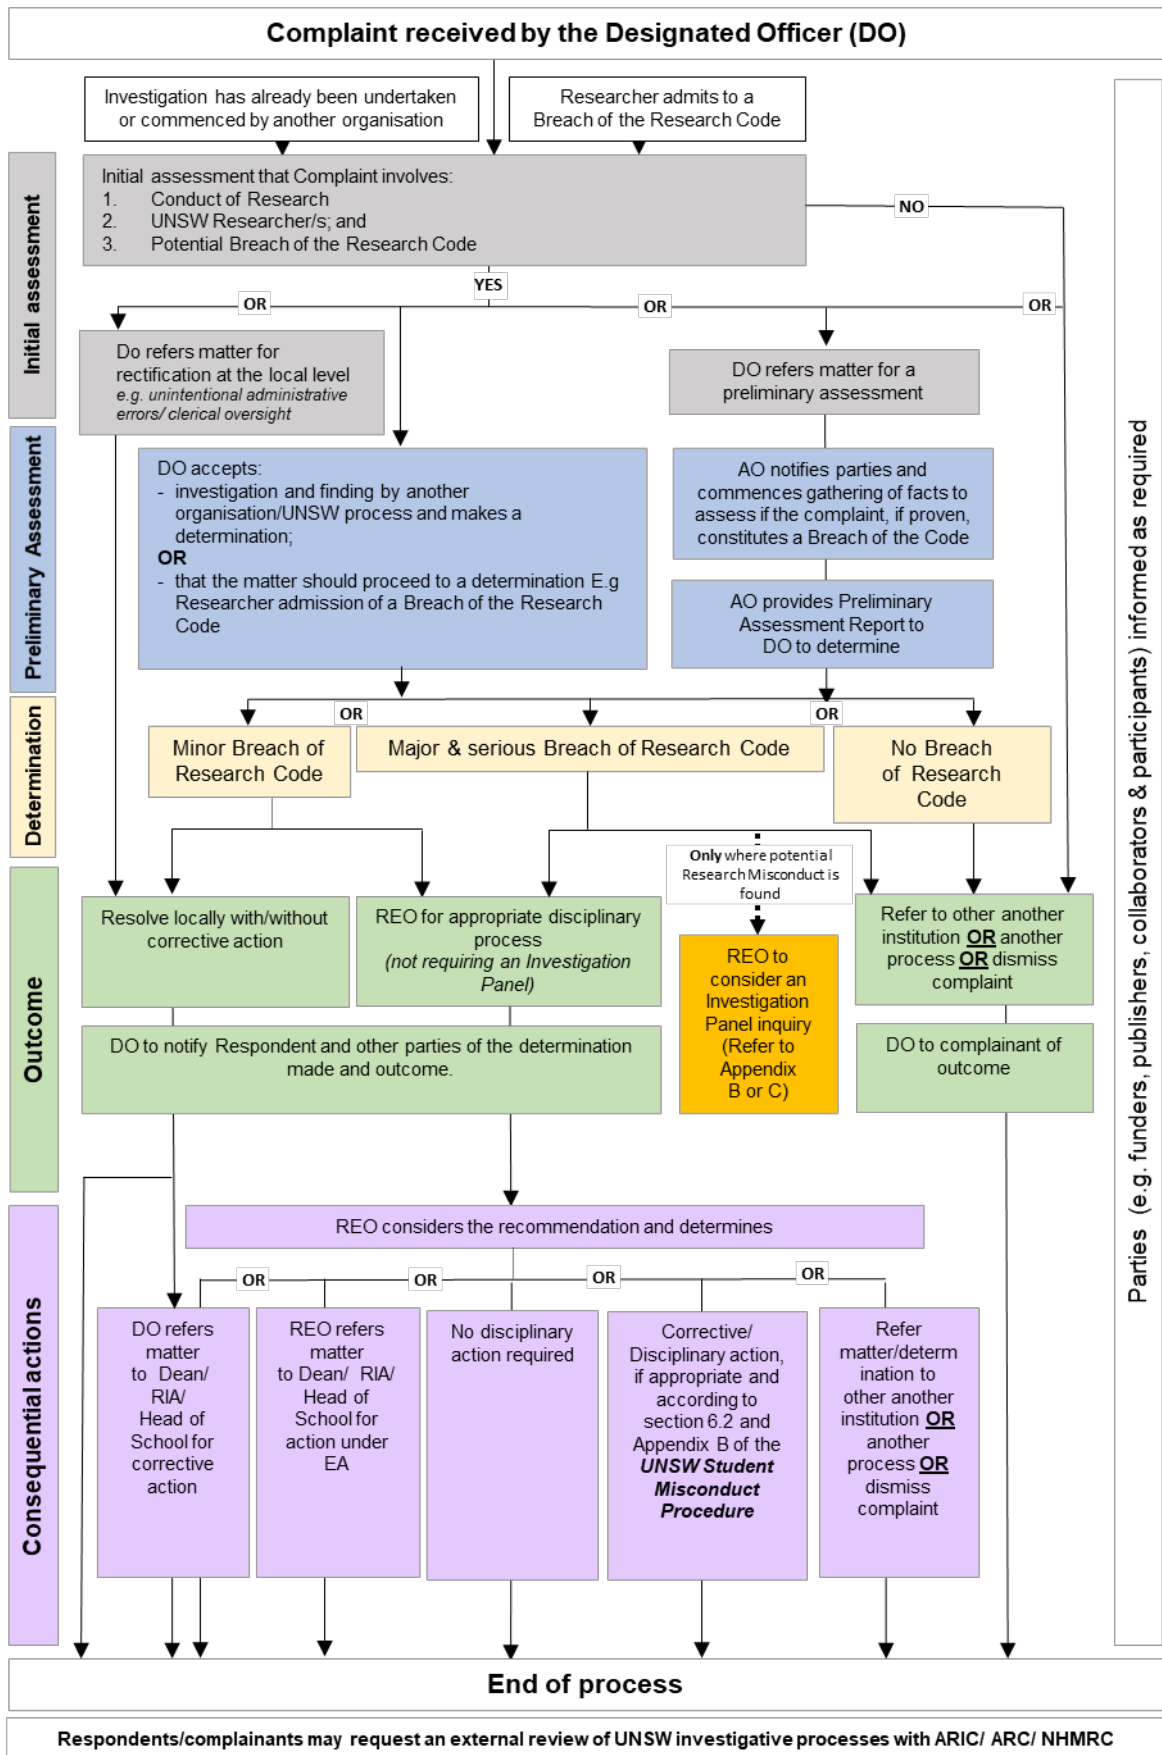 Complaint received by the Designated Officer (DO)
Investigation has already been undertaken
or commenced by another organisation
Researcher admits to a
Breach of the Research Code
Initial assessment
Initial assessment that Complaint involves:
1. Conduct of Research
2. UNSW Researcher/s; and
3. Potential Breach of the Research Code
NO
YES
OR
OR
OR
Do refers matter for
rectification at the local level
e.g. unintentional administrative
errors/ clerical oversight
DO refers matter for a
preliminary assessment
Preliminary Assessment
DO accepts:
- investigation and finding by another
organisation/UNSW process and makes a
determination;
OR
- that the matter should proceed to a determination E.g
Researcher admission of a Breach of the Research
Code
AO notifies parties and
commences gathering of facts to
assess if the complaint, if proven,
constitutes a Breach of the Code
AO provides Preliminary
Assessment Report to
DO to determine
Determination
OR
OR
Minor Breach of
Research Code
Major & serious Breach of Research Code
No Breach
of Research
Code
Only where potential
Research Misconduct is
found
Outcome
Resolve locally with/without
corrective action
REO for appropriate disciplinary
process
(not requiring an Investigation
Panel)
REO to
consider an
Investigation
Panel inquiry
(Refer to
Appendix
B or C)
Refer to other another
institution OR another
process OR dismiss
complaint
DO to notify Respondent and other parties of the determination
made and outcome.
DO to complainant of
outcome
Consequential actions
REO considers the recommendation and determines
OR
OR
OR
OR
DO refers
matter
to Dean/
RIA/
Head of
School for
corrective
action
REO refers
matter
to Dean/ RIA/
Head of
School for
action under
EA
No disciplinary
action required
Corrective/
Disciplinary action,
if appropriate and
according to
section 6.2 and
Appendix B of the
UNSW Student
Misconduct
Procedure
Refer
matter/determ
ination to
other another
institution OR
another
process OR
dismiss
complaint
Parties (e.g. funders, publishers, collaborators & participants) informed as required
End of process
Respondents/complainants may request an external review of UNSW investigative processes with ARIC/ ARC/ NHMRC